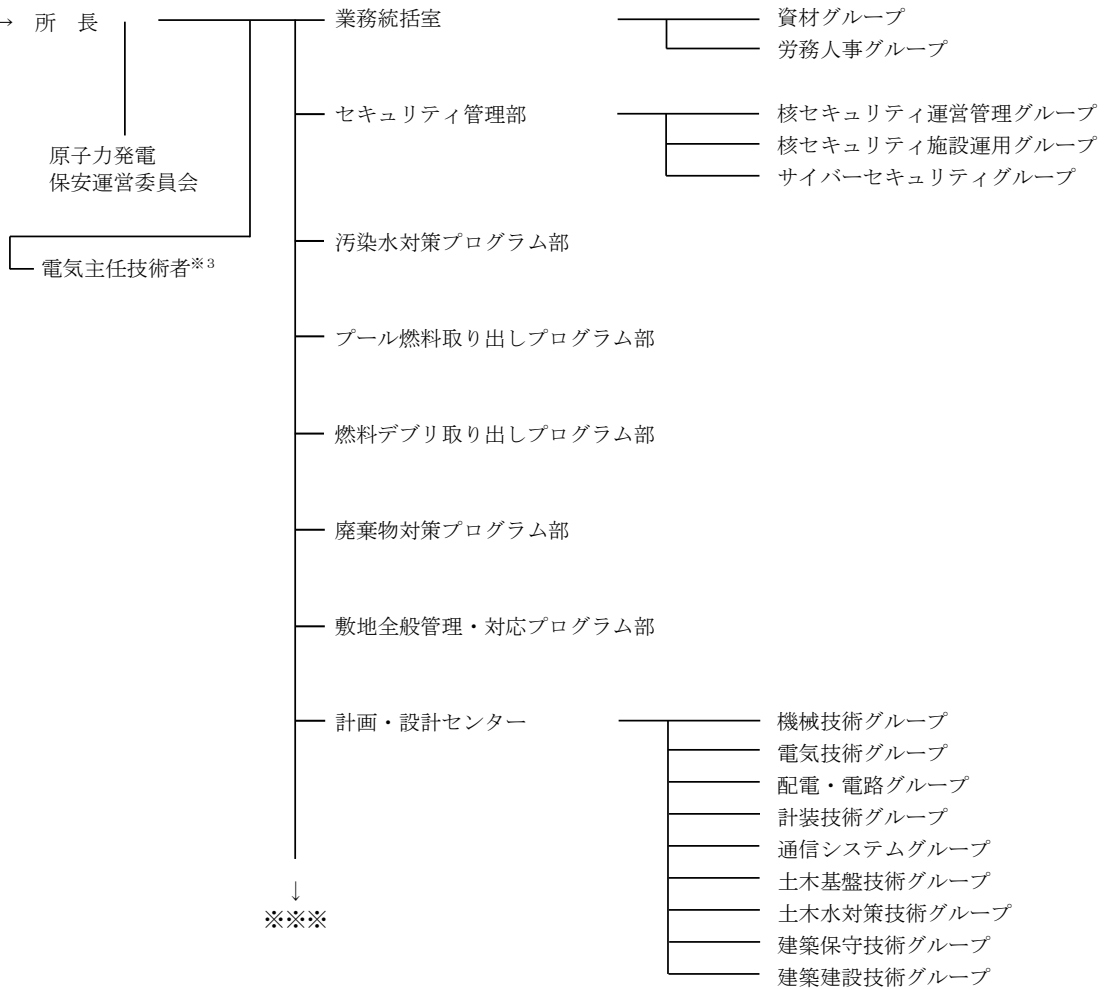 → 所 長
業務統括室
資材グループ
労務人事グループ
原子力発電
保安運営委員会
セキュリティ管理部
核セキュリティ運営管理グループ
核セキュリティ施設運用グループ
サイバーセキュリティグループ
電気主任技術者※3
汚染水対策プログラム部
プール燃料取り出しプログラム部
燃料デブリ取り出しプログラム部
廃棄物対策プログラム部
敷地全般管理・対応プログラム部
計画・設計センター
機械技術グループ
電気技術グループ
配電・電路グループ
計装技術グループ
通信システムグループ
土木基盤技術グループ
土木水対策技術グループ
建築保守技術グループ
建築建設技術グループ
↓
※※※